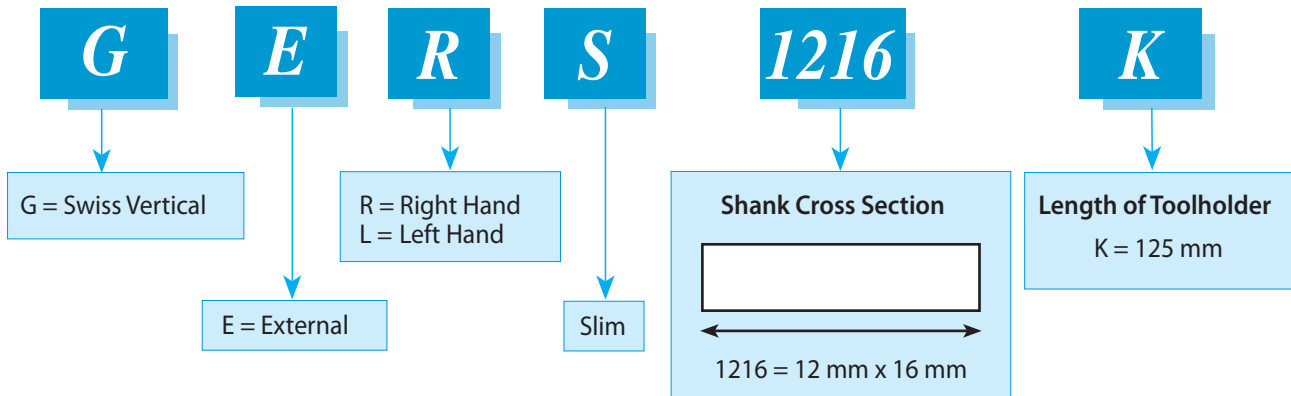 G E R S 1216 K
G = Swiss Vertical
E = External
R = Right Hand
L = Left Hand
Slim
Shank Cross Section
1216 = 12 mm x 16 mm
Length of Toolholder
K = 125 mm